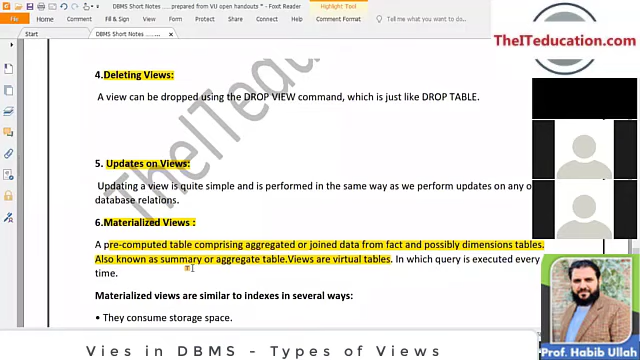 DBMS Short Notes .....prepared from VU open handouts ™ - Foxit Reader
Highlight Tool
TheITeducation.com
Home
Comment
View
Form
Protect
Share
Help
Extras
Comment Format
Tell me what you want...
Start
DBMS Short Notes .....prepared fro...
4.Deleting Views:
A view can be dropped using the DROP VIEW command, which is just like DROP TABLE.
5. Updates on Views:
Updating a view is quite simple and is performed in the same way as we perform updates on any o
database relations.
6.Materialized Views :
A pre-computed table comprising aggregated or joined data from fact and possibly dimensions tables.
Also known as summary or aggregate table.Views are virtual tables. In which query is executed every
time.
Materialized views are similar to indexes in several ways:
• They consume storage space.
TheITe
Prof. Habib Ullah
Vies in DBMS - Types of Views